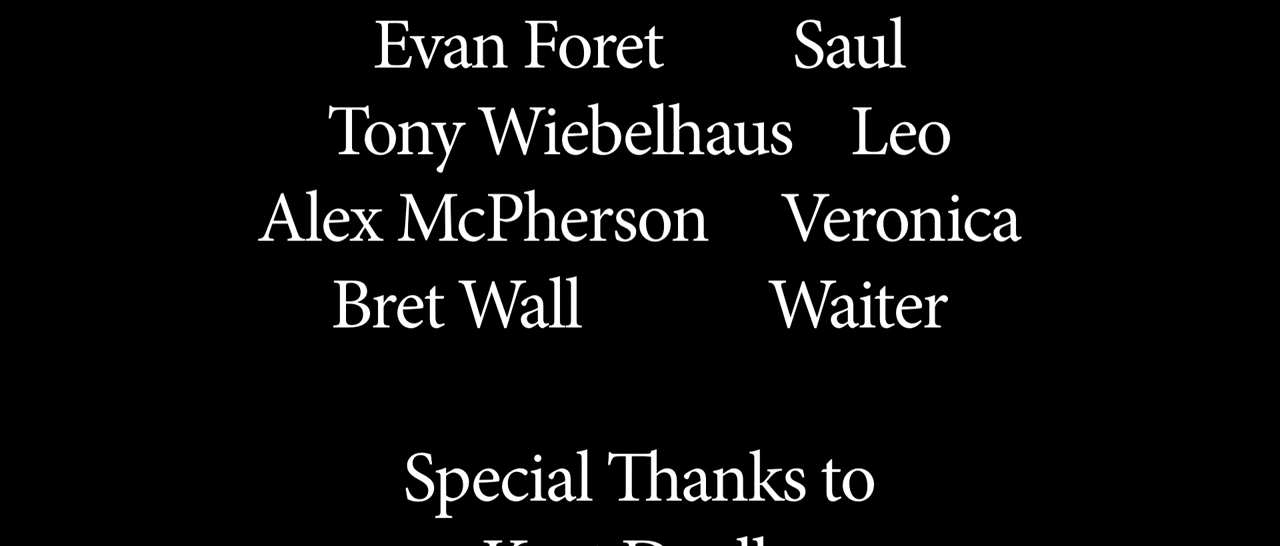 Evan Foret Saul
Tony Wiebelhaus Leo
Alex McPherson Veronica
Bret Wall Waiter
Special Thanks to